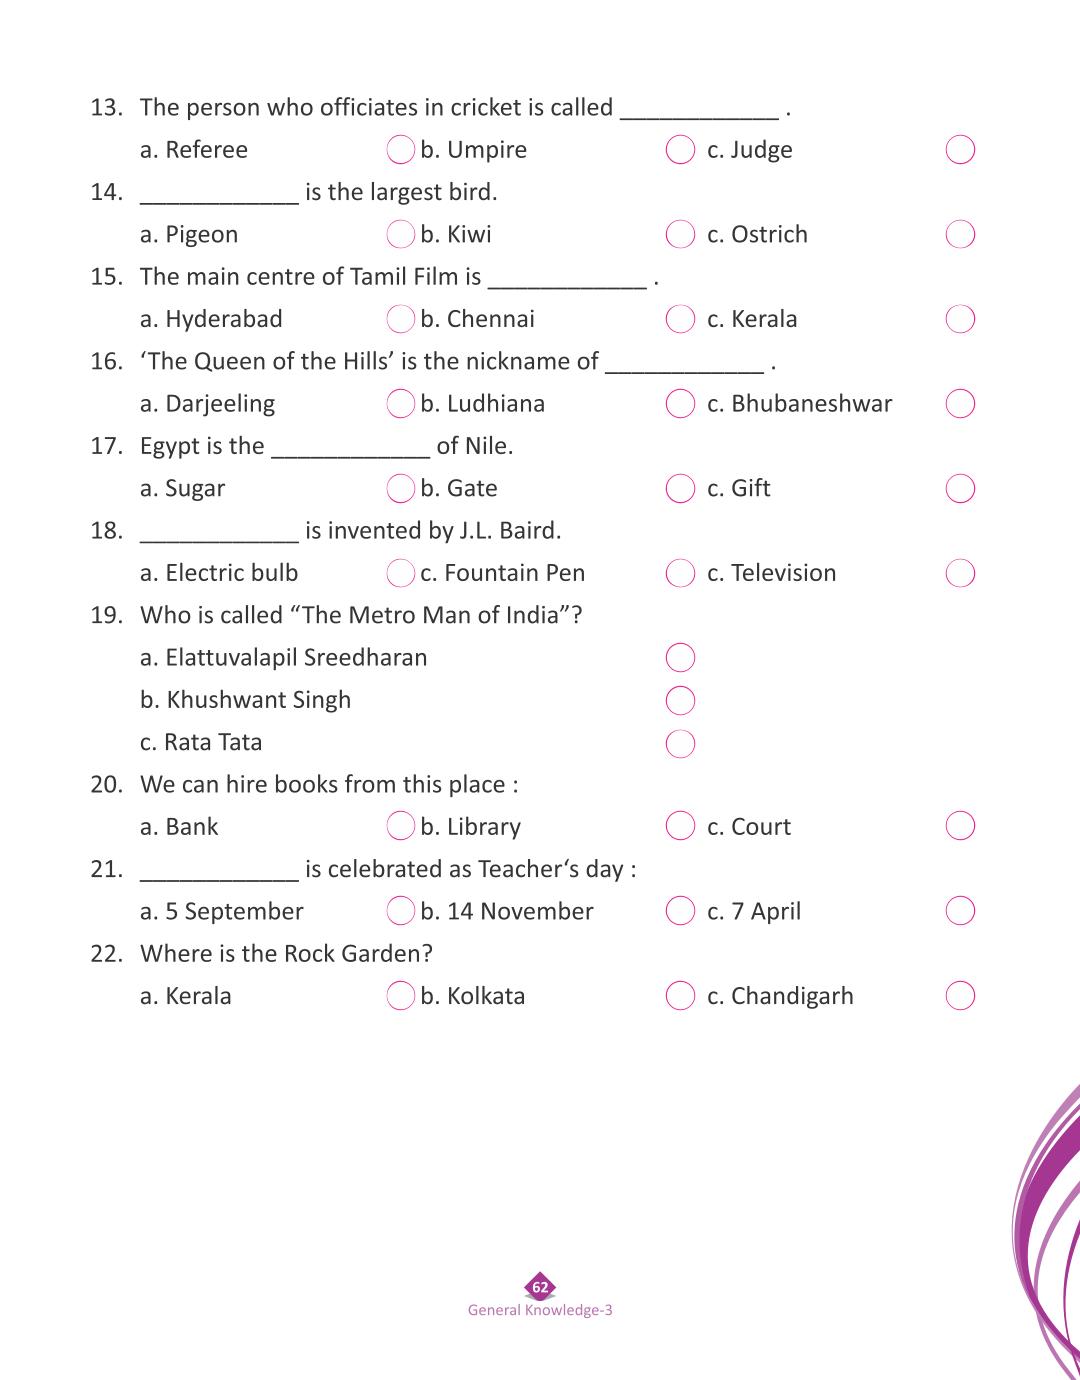 13. The person who officiates in cricket is called ____________ .
a. Referee b. Umpire c. Judge
14. ____________ is the largest bird.
a. Pigeon b. Kiwi c. Ostrich
15. The main centre of Tamil Film is ____________ .
a. Hyderabad b. Chennai c. Kerala
16. ‘The Queen of the Hills’ is the nickname of ____________ .
a. Darjeeling b. Ludhiana c. Bhubaneshwar
17. Egypt is the ____________ of Nile.
a. Sugar b. Gate c. Gift
18. ____________ is invented by J.L. Baird.
a. Electric bulb c. Fountain Pen c. Television
19. Who is called “The Metro Man of India”?
a. Elattuvalapil Sreedharan
b. Khushwant Singh
c. Rata Tata
20. We can hire books from this place :
a. Bank b. Library c. Court
21. ____________ is celebrated as Teacher‘s day :
a. 5 September b. 14 November c. 7 April
22. Where is the Rock Garden?
a. Kerala b. Kolkata c. Chandigarh
62
General Knowledge-3